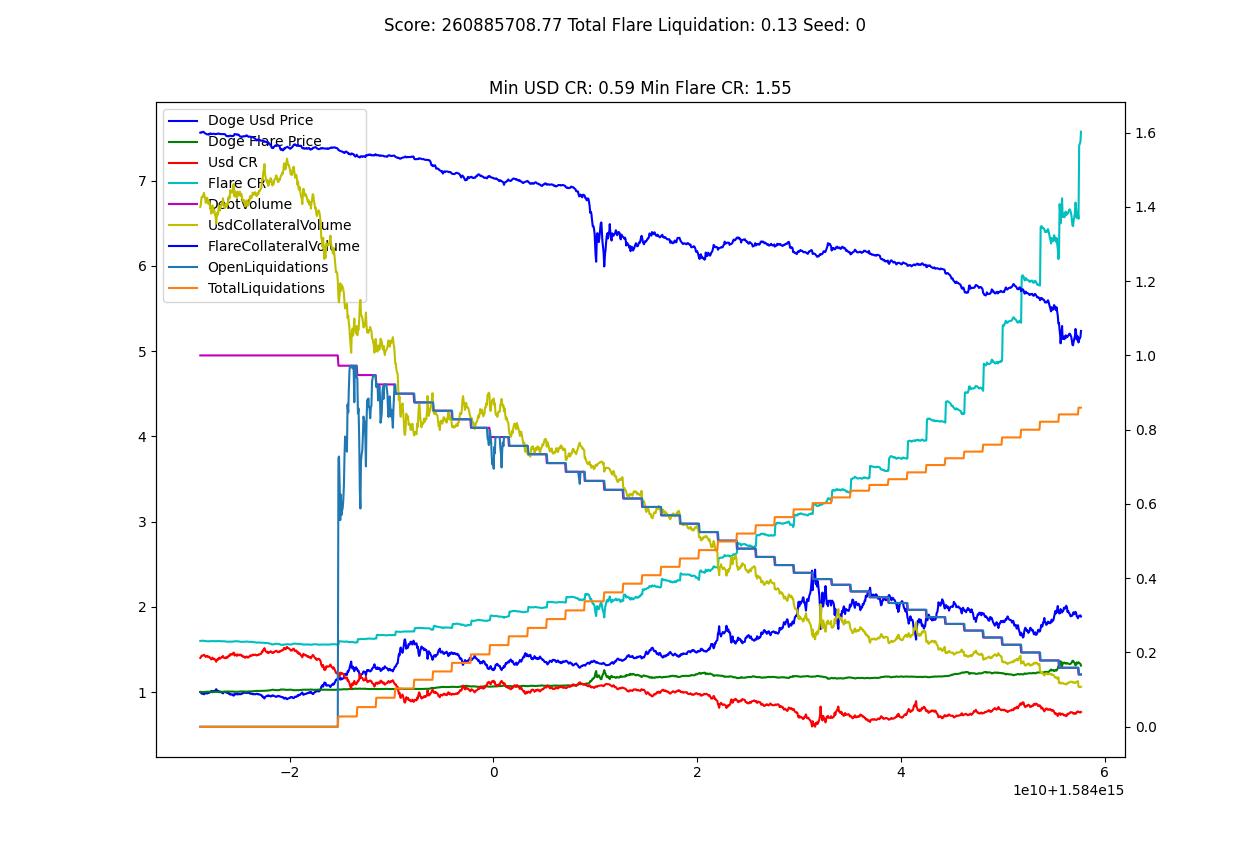 Score: 260885708.77 Total Flare Liquidation: 0.13 Seed: 0
Min USD CR: 0.59 Min Flare CR: 1.55
Doge Usd Price
Doge Flare Price
Usd CR
Flare CR
DebtVolume
UsdCollateralVolume
FlareCollateralVolume
OpenLiquidations
TotalLiquidations
7
6
5
4
3
2
1
1.6
1.4
1.2
1.0
0.8
0.6
0.4
0.2
0.0
−2 0 2 4 6
1e10+1.584e15